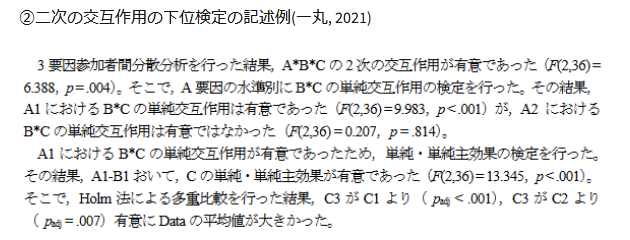 ②二次の交互作用の下位検定の記述例(一丸, 2021)
3 要因参加者間分散分析を行った結果，A*B*C の 2 次の交互作用が有意であった（F(2,36)=
6.388, p=.004）。そこで，A 要因の水準別に B*C の単純交互作用の検定を行った。その結果，
A1 における B*C の単純交互作用は有意であった（F(2,36)=9.983, p<.001）が，A2 における
B*C の単純交互作用は有意ではなかった（F(2,36)=0.207, p=.814）。
A1 における B*C の単純交互作用が有意であったため，単純・単純主効果の検定を行った。
その結果，A1-B1 おいて，C の単純・単純主効果が有意であった（F(2,36)=13.345, p<.001）。
そこで，Holm 法による多重比較を行った結果，C3 が C1 より（ padj < .001），C3 が C2 より
（ padj = .007）有意に Data の平均値が大きかった。